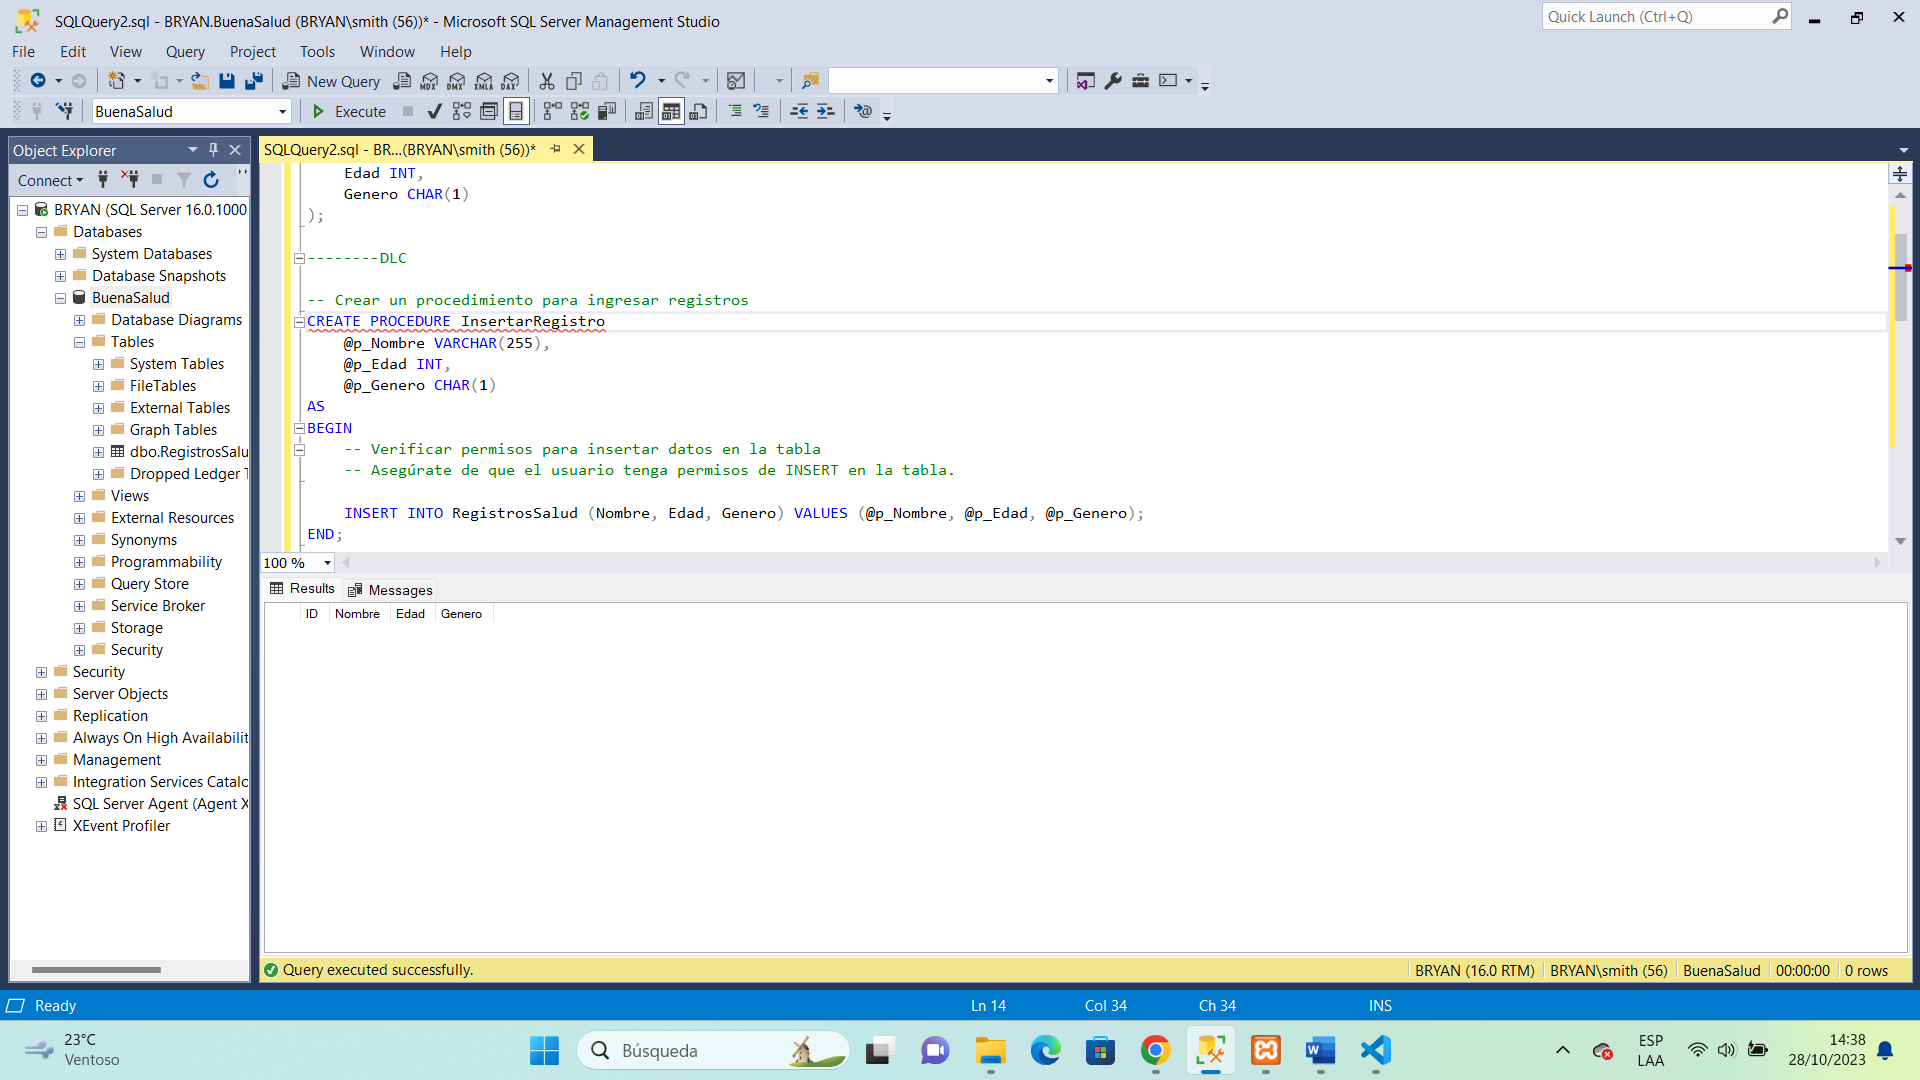 SQLQuery2.sql - BRYAN.BuenaSalud (BRYAN\smith (56))* - Microsoft SQL Server Management Studio
Quick Launch (Ctrl+Q)
File Edit View Query Project Tools Window Help
New Query
MDX DMX XMLA DAX
BuenaSalud
Execute
Object Explorer
Connect
BRYAN (SQL Server 16.0.1000
Databases
System Databases
Database Snapshots
BuenaSalud
Database Diagrams
Tables
System Tables
FileTables
External Tables
Graph Tables
dbo.RegistrosSalu
Dropped Ledger T
Views
External Resources
Synonyms
Programmability
Query Store
Service Broker
Storage
Security
Security
Server Objects
Replication
Always On High Availabilit
Management
Integration Services Catalo
SQL Server Agent (Agent X
XEvent Profiler
SQLQuery2.sql - BR...(BRYAN\smith (56))*
Edad INT,
Genero CHAR(1)
);
--------DLC
-- Crear un procedimiento para ingresar registros
CREATE PROCEDURE InsertarRegistro
@p_Nombre VARCHAR(255),
@p_Edad INT,
@p_Genero CHAR(1)
AS
BEGIN
-- Verificar permisos para insertar datos en la tabla
-- Asegúrate de que el usuario tenga permisos de INSERT en la tabla.
INSERT INTO RegistrosSalud (Nombre, Edad, Genero) VALUES (@p_Nombre, @p_Edad, @p_Genero);
END;
100 %
Results Messages
ID Nombre Edad Genero
Query executed successfully.
BRYAN (16.0 RTM) BRYAN\smith (56) BuenaSalud 00:00:00 0 rows
Ready Ln 14 Col 34 Ch 34 INS
23°C
Ventoso
Búsqueda
ESP
LAA
14:38
28/10/2023